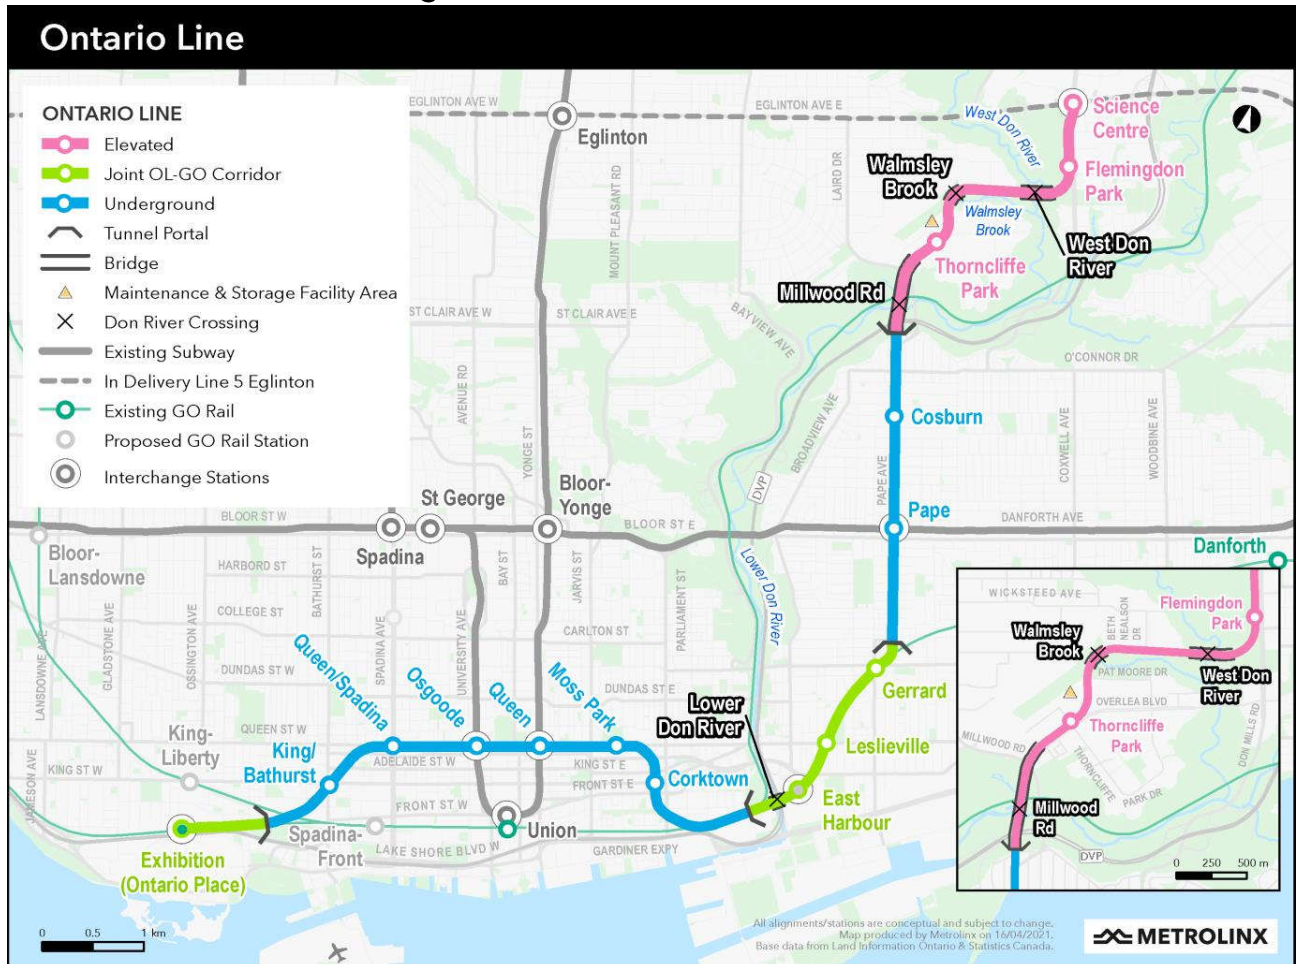 Ontario Line
ONTARIO LINE
Elevated
Joint OL-GO Corridor
Underground
Tunnel Portal
Bridge
Maintenance & Storage Facility Area
Don River Crossing
Existing Subway
In Delivery Line 5 Eglinton
Existing GO Rail
Proposed GO Rail Station
Interchange Stations
EGLINTON AVE W
EGLINTON AVE E
Eglinton
West Don River
Science
Centre
Flemingdon
Park
Walmsley
Brook
Walmsley
Brook
West Don
River
Thorncliffe
Park
Millwood Rd
LAIRD DR
MOUNT PLEASANT RD
BAYVIEW AVE
ST CLAIR AVE W
ST CLAIR AVE E
AVENUE RD
YONGE ST
O'CONNOR DR
BROADVIEW AVE
DVP
PAPE AVE
COXWELL AVE
WOODBINE AVE
Cosburn
Pape
St George
Bloor-
Yonge
Spadina
BLOOR ST W
BLOOR ST E
DANFORTH AVE
Danforth
Bloor-
Lansdowne
HARBORD ST
COLLEGE ST
CARLTON ST
DUNDAS ST W
DUNDAS ST E
LANSDOWNE AVE
GLADSTONE AVE
OSSINGTON AVE
BATHURST ST
SPADINA AVE
UNIVERSITY AVE
BAY ST
JARVIS ST
PARLIAMENT ST
Lower Don River
Queen/Spadina
Osgoode
Queen
Moss Park
Lower
Don River
Gerrard
Leslieville
East
Harbour
Corktown
King/
Bathurst
King-
Liberty
QUEEN ST W
KING ST W
ADELAIDE ST W
KING ST E
FRONT ST E
FRONT ST W
JAMESON AVE/
Spadina-
Front
Union
LAKE SHORE BLVD W
GARDINER EXPY
Exhibition
(Ontario Place)
0 0.5 1 km
WICKSTEED AVE
BETH
NEALSON
DR
Flemingdon
Park
Walmsley
Brook
PAT MOORE DR
West Don
River
OVERLEA BLVD
Thorncliffe
Park
MILLWOOD RD
THORNCLIFFE
PARK DR
DON MILLS RD
Millwood
Rd
DVP
0 250 500 m
All alignments/stations are conceptual and subject to change.
Map produced by Metrolinx on 16/04/2021.
Base data from Land Information Ontario & Statistics Canada.
METROLINX